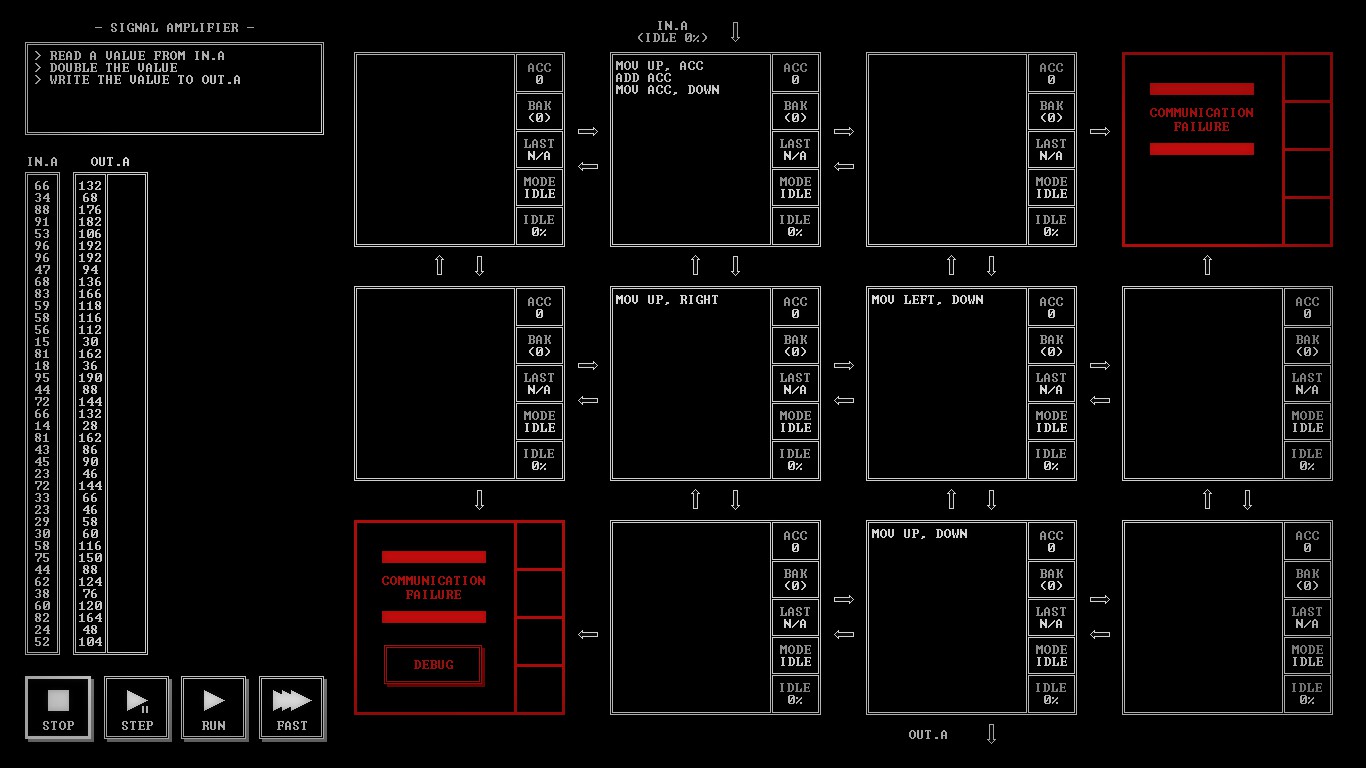 - SIGNAL AMPLIFIER -
> READ A VALUE FROM IN.A
> DOUBLE THE VALUE
> WRITE THE VALUE TO OUT.A
IN.A OUT.A
66 132
34 68
88 176
91 182
53 106
96 192
96 192
47 94
68 136
83 166
59 118
58 116
56 112
15 30
81 162
18 36
95 190
44 88
72 144
66 132
14 28
81 162
43 86
45 90
23 46
72 144
33 66
23 46
29 58
30 60
58 116
75 150
44 88
62 124
38 76
60 120
82 164
24 48
52 104
STOP
STEP
RUN
FAST
IN.A
(IDLE 0%)
ACC
0
BAK
(0)
LAST
N/A
MODE
IDLE
IDLE
0%
MOV UP, ACC
ADD ACC
MOV ACC, DOWN
ACC
0
BAK
(0)
LAST
N/A
MODE
IDLE
IDLE
0%
ACC
0
BAK
(0)
LAST
N/A
MODE
IDLE
IDLE
0%
COMMUNICATION
FAILURE
ACC
0
BAK
(0)
LAST
N/A
MODE
IDLE
IDLE
0%
MOV UP, RIGHT
ACC
0
BAK
(0)
LAST
N/A
MODE
IDLE
IDLE
0%
MOV LEFT, DOWN
ACC
0
BAK
(0)
LAST
N/A
MODE
IDLE
IDLE
0%
ACC
0
BAK
(0)
LAST
N/A
MODE
IDLE
IDLE
0%
COMMUNICATION
FAILURE
DEBUG
ACC
0
BAK
(0)
LAST
N/A
MODE
IDLE
IDLE
0%
MOV UP, DOWN
ACC
0
BAK
(0)
LAST
N/A
MODE
IDLE
IDLE
0%
ACC
0
BAK
(0)
LAST
N/A
MODE
IDLE
IDLE
0%
OUT.A